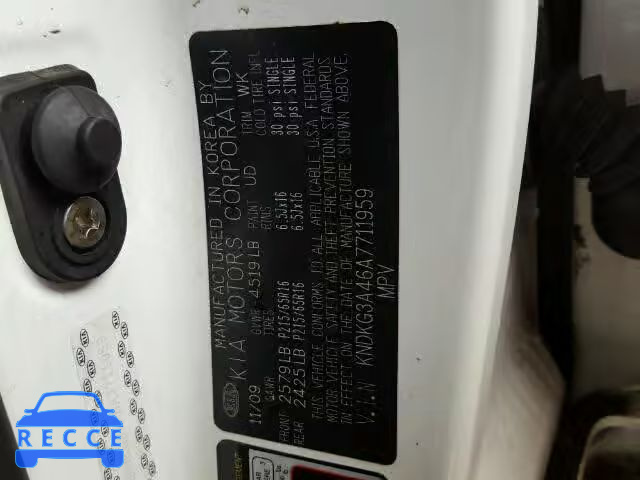 MANUFACTURED IN KOREA BY
KIA MOTORS CORPORATION
11/09 GVWR 4519LB PAINT UD TRIM WK
GAWR TIRES RIMS COLD TIRE INFL
FRONT 2579LB P215/65R16 6.5Jx16 30 psi SINGLE
REAR 2425LB P215/65R16 6.5Jx16 30 psi SINGLE
THIS VEHICLE CONFORMS TO ALL APPLICABLE U.S.A. FEDERAL
MOTOR VEHICLE SAFETY AND THEFT PREVENTION STANDARDS
IN EFFECT ON THE DATE OF MANUFACTURE SHOWN ABOVE.
V.I.N KNDKG3A46A7711959
MPV
RECCE